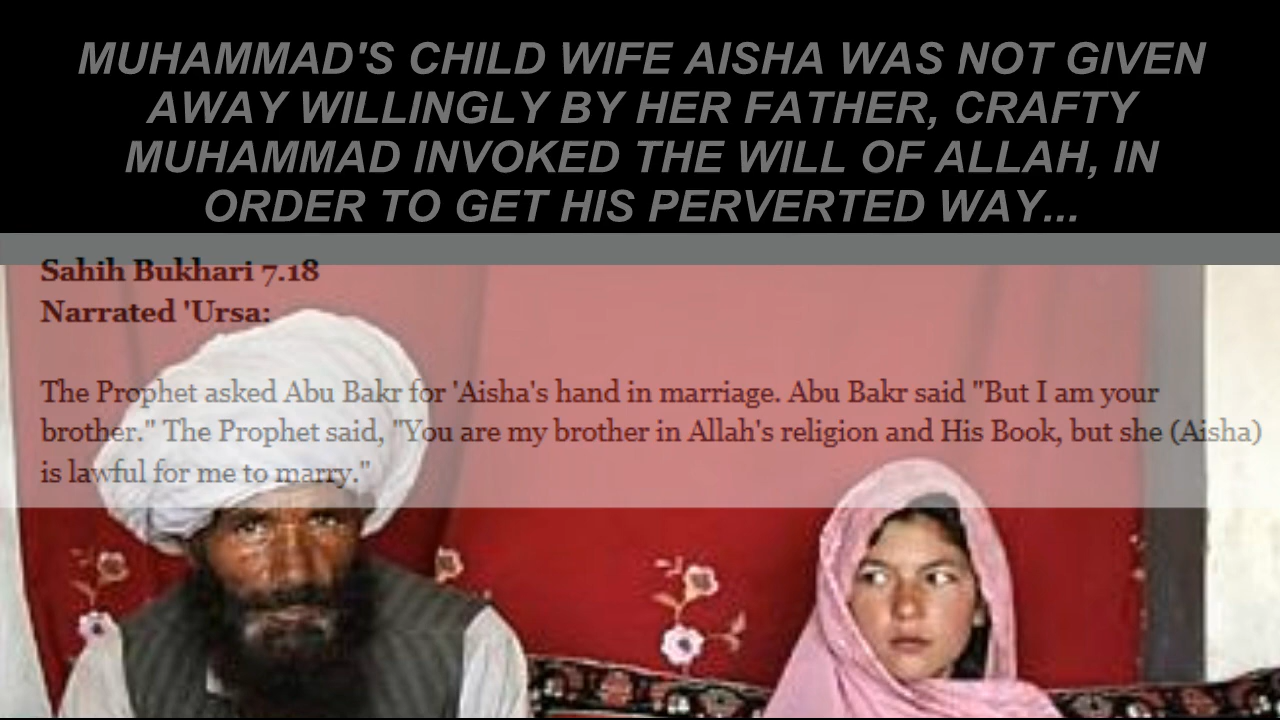 MUHAMMAD'S CHILD WIFE AISHA WAS NOT GIVEN
AWAY WILLINGLY BY HER FATHER, CRAFTY
MUHAMMAD INVOKED THE WILL OF ALLAH, IN
ORDER TO GET HIS PERVERTED WAY...
Sahih Bukhari 7.18
Narrated 'Ursa:
The Prophet asked Abu Bakr for 'Aisha's hand in marriage. Abu Bakr said "But I am your
brother." The Prophet said, "You are my brother in Allah's religion and His Book, but she (Aisha)
is lawful for me to marry."